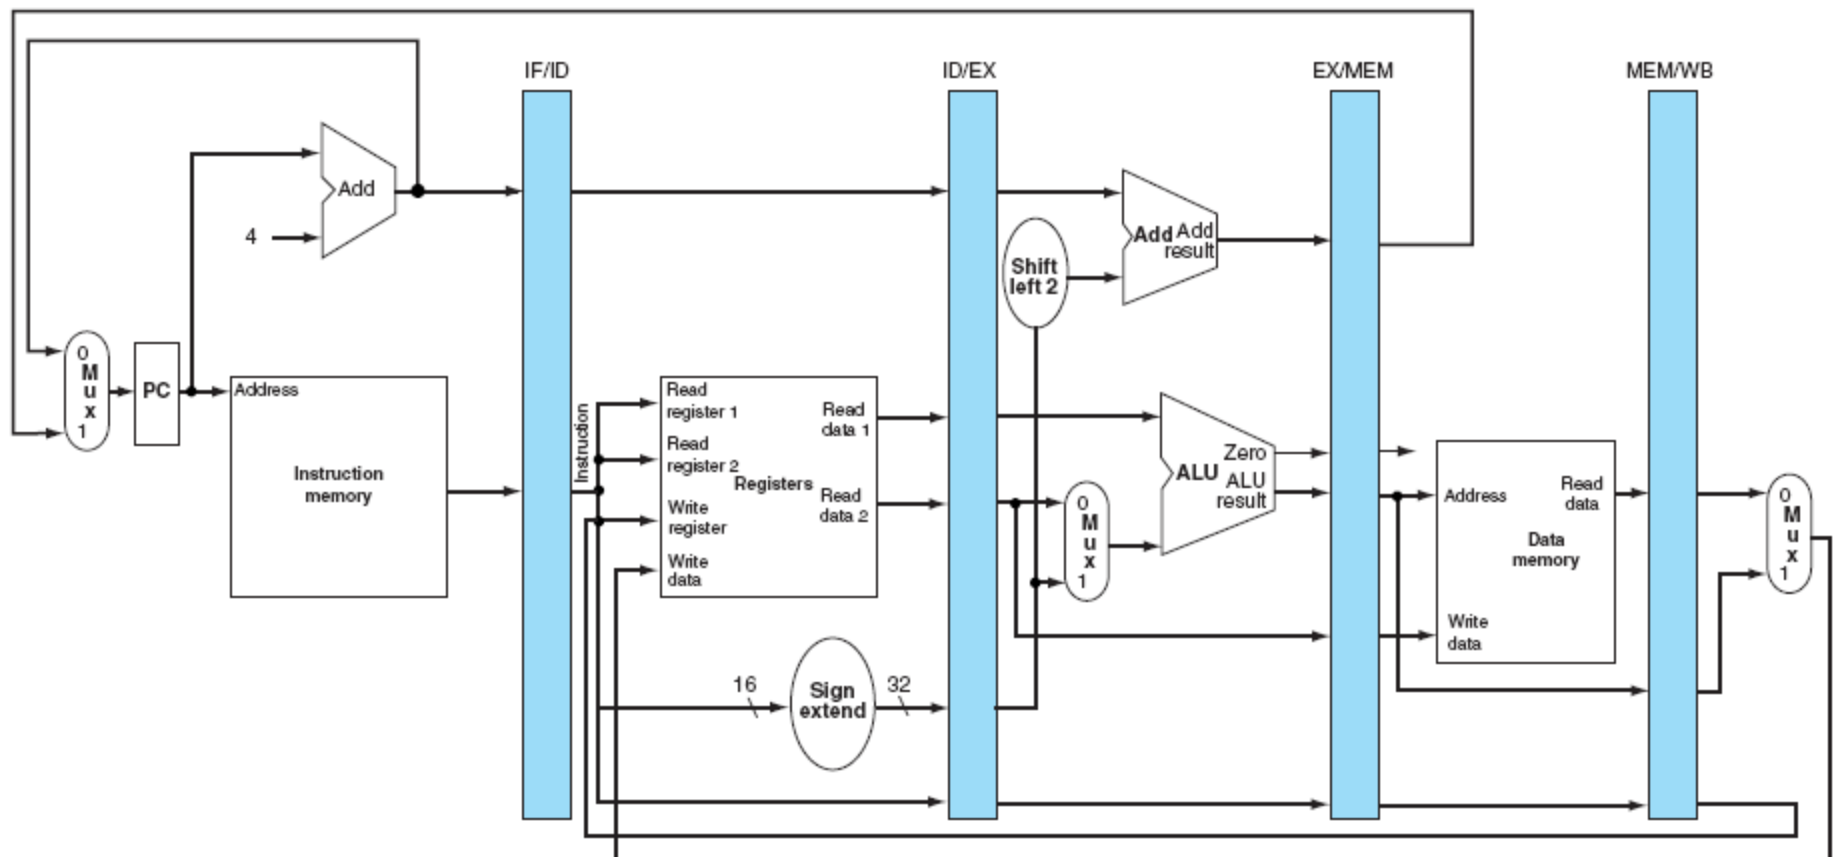 IF/ID
ID/EX
EX/MEM
MEM/WB
Add
4
Add Add
result
Shift
left 2
0
M
u
x
1
PC
Address
Instruction
memory
Instruction
Read
register 1
Read
register 2
Write
register
Write
data
Registers
Read
data 1
Read
data 2
16
Sign
extend
32
0
M
u
x
1
Zero
ALU
ALU
result
Address
Read
data
Data
memory
Write
data
0
M
u
x
1